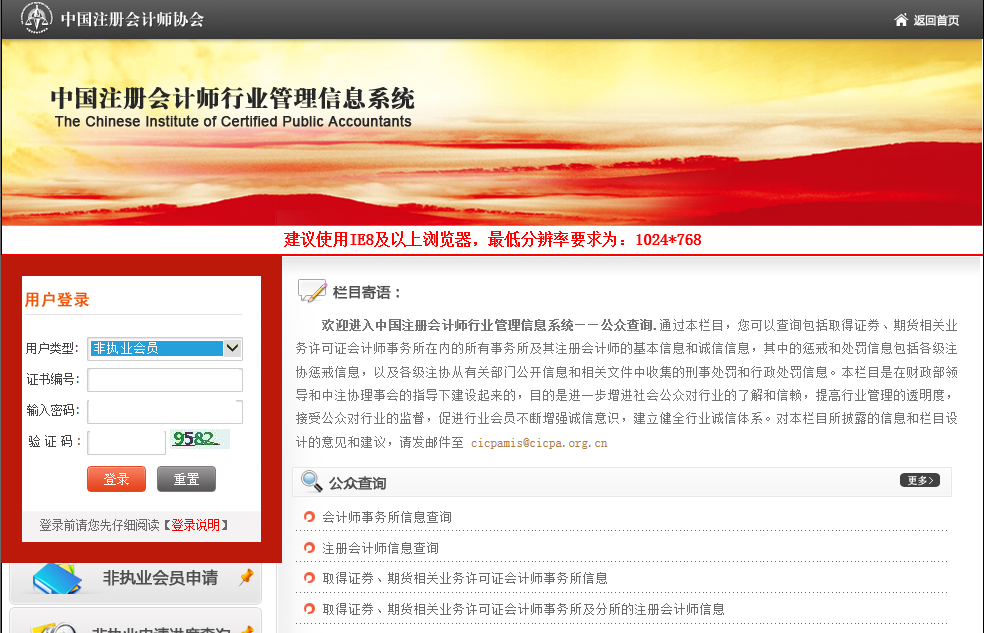 中国注册会计师协会
返回首页
中国注册会计师行业管理信息系统
The Chinese Institute of Certified Public Accountants
建议使用IE8及以上浏览器，最低分辨率要求为：1024*768
用户登录
用户类型： 非执业会员
证书编号：
输入密码：
验 证 码 ： 9582
登录 重置
登录前请您先仔细阅读【登录说明】
非执业会员申请
非执业申请进度查询
栏目寄语：
欢迎进入中国注册会计师行业管理信息系统——公众查询.通过本栏目，您可以查询包括取得证券、期货相关业
务许可证会计师事务所在内的所有事务所及其注册会计师的基本信息和诚信信息，其中的惩戒和处罚信息包括各级注
协惩戒信息，以及各级注协从有关部门公开信息和相关文件中收集的刑事处罚和行政处罚信息。本栏目是在财政部领
导和中注协理事会的指导下建设起来的，目的是进一步增进社会公众对行业的了解和信赖，提高行业管理的透明度，
接受公众对行业的监督，促进行业会员不断增强诚信意识，建立健全行业诚信体系。对本栏目所披露的信息和栏目设
计的意见和建议，请发邮件至 cicpamis@cicpa.org.cn
公众查询
更多>
会计师事务所信息查询
注册会计师信息查询
取得证券、期货相关业务许可证会计师事务所信息
取得证券、期货相关业务许可证会计师事务所及分所的注册会计师信息